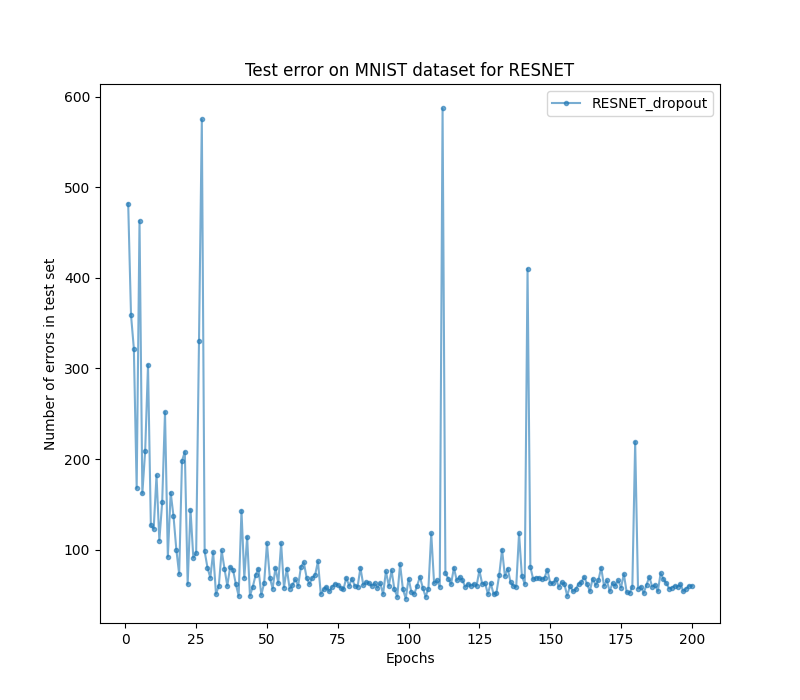 Test error on MNIST dataset for RESNET
RESNET_dropout
600
500
400
300
200
100
Number of errors in test set
0 25 50 75 100 125 150 175 200
Epochs